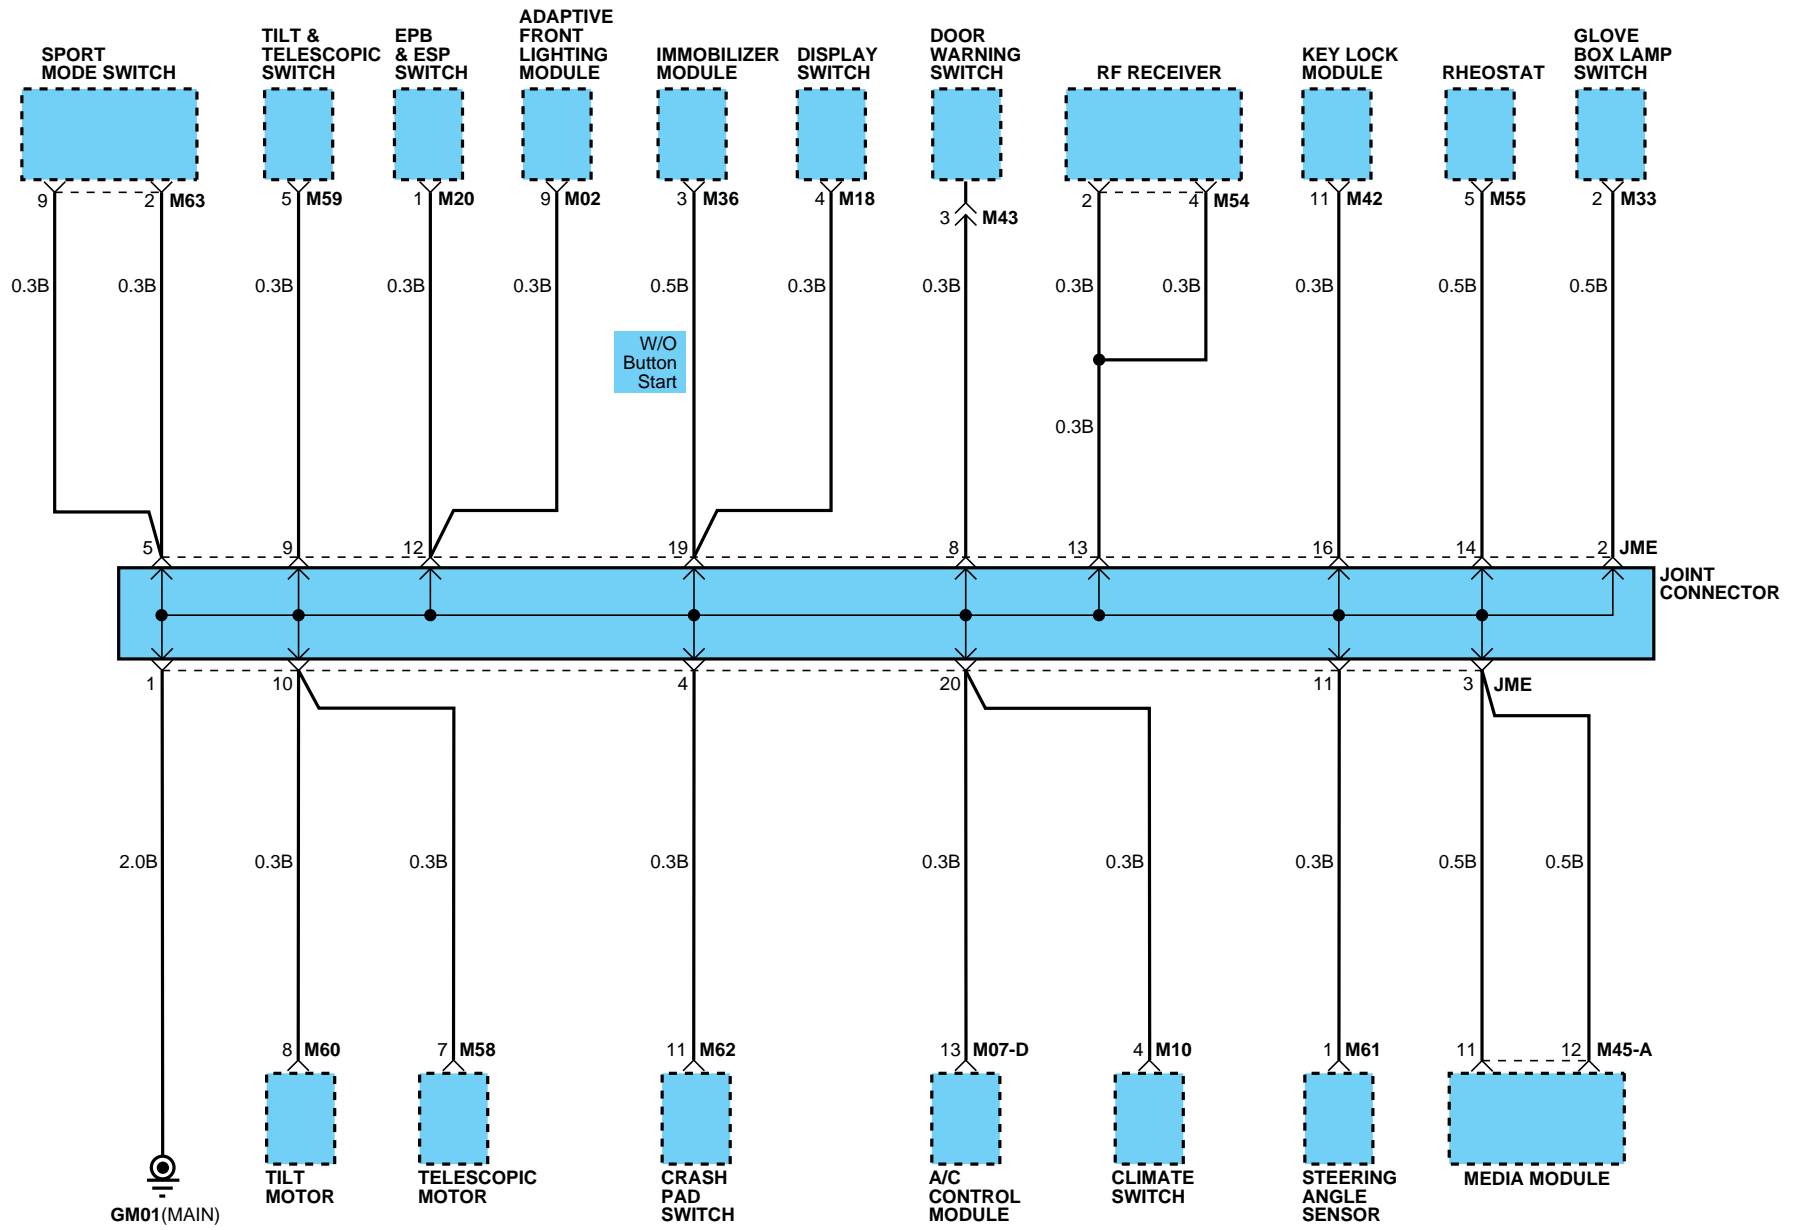 SPORT
MODE SWITCH
TILT &
TELESCOPIC
SWITCH
EPB
& ESP
SWITCH
ADAPTIVE
FRONT
LIGHTING
MODULE
IMMOBILIZER
MODULE
DISPLAY
SWITCH
DOOR
WARNING
SWITCH
RF RECEIVER
KEY LOCK
MODULE
RHEOSTAT
GLOVE
BOX LAMP
SWITCH
9 2 M63 5 M59 1 M20 9 M02 3 M36 4 M18 3 M43 2 4 M54 11 M42 5 M55 2 M33
0.3B 0.3B 0.3B 0.3B 0.3B 0.5B 0.3B 0.3B 0.3B 0.3B 0.3B 0.5B 0.5B
W/O
Button
Start
0.3B
5 9 12 19 8 13 16 14 2 JME
JOINT
CONNECTOR
1 10 4 20 11 3 JME
2.0B 0.3B 0.3B 0.3B 0.3B 0.3B 0.3B 0.5B 0.5B
8 M60 7 M58 11 M62 13 M07-D 4 M10 1 M61 11 12 M45-A
GM01(MAIN)
TILT
MOTOR
TELESCOPIC
MOTOR
CRASH
PAD
SWITCH
A/C
CONTROL
MODULE
CLIMATE
SWITCH
STEERING
ANGLE
SENSOR
MEDIA MODULE